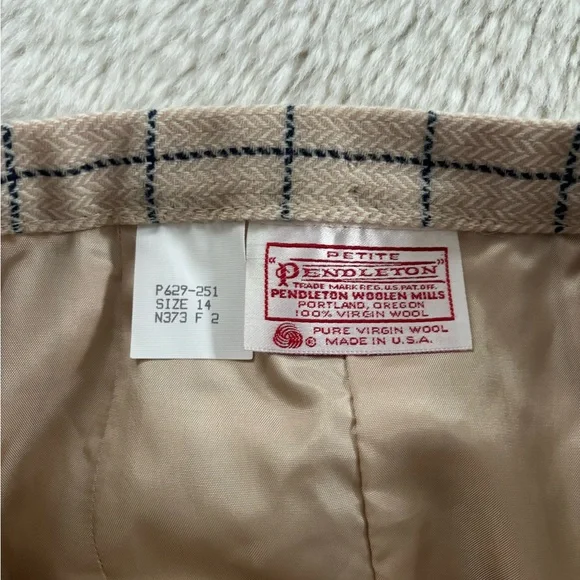 P629-251
SIZE 14
N373 F 2
PETITE
PENDLETON
TRADE MARK REG. U.S. PAT. OFF.
PENDLETON WOOLEN MILLS
PORTLAND, OREGON
100% VIRGIN WOOL
® PURE VIRGIN WOOL
MADE IN U.S.A.